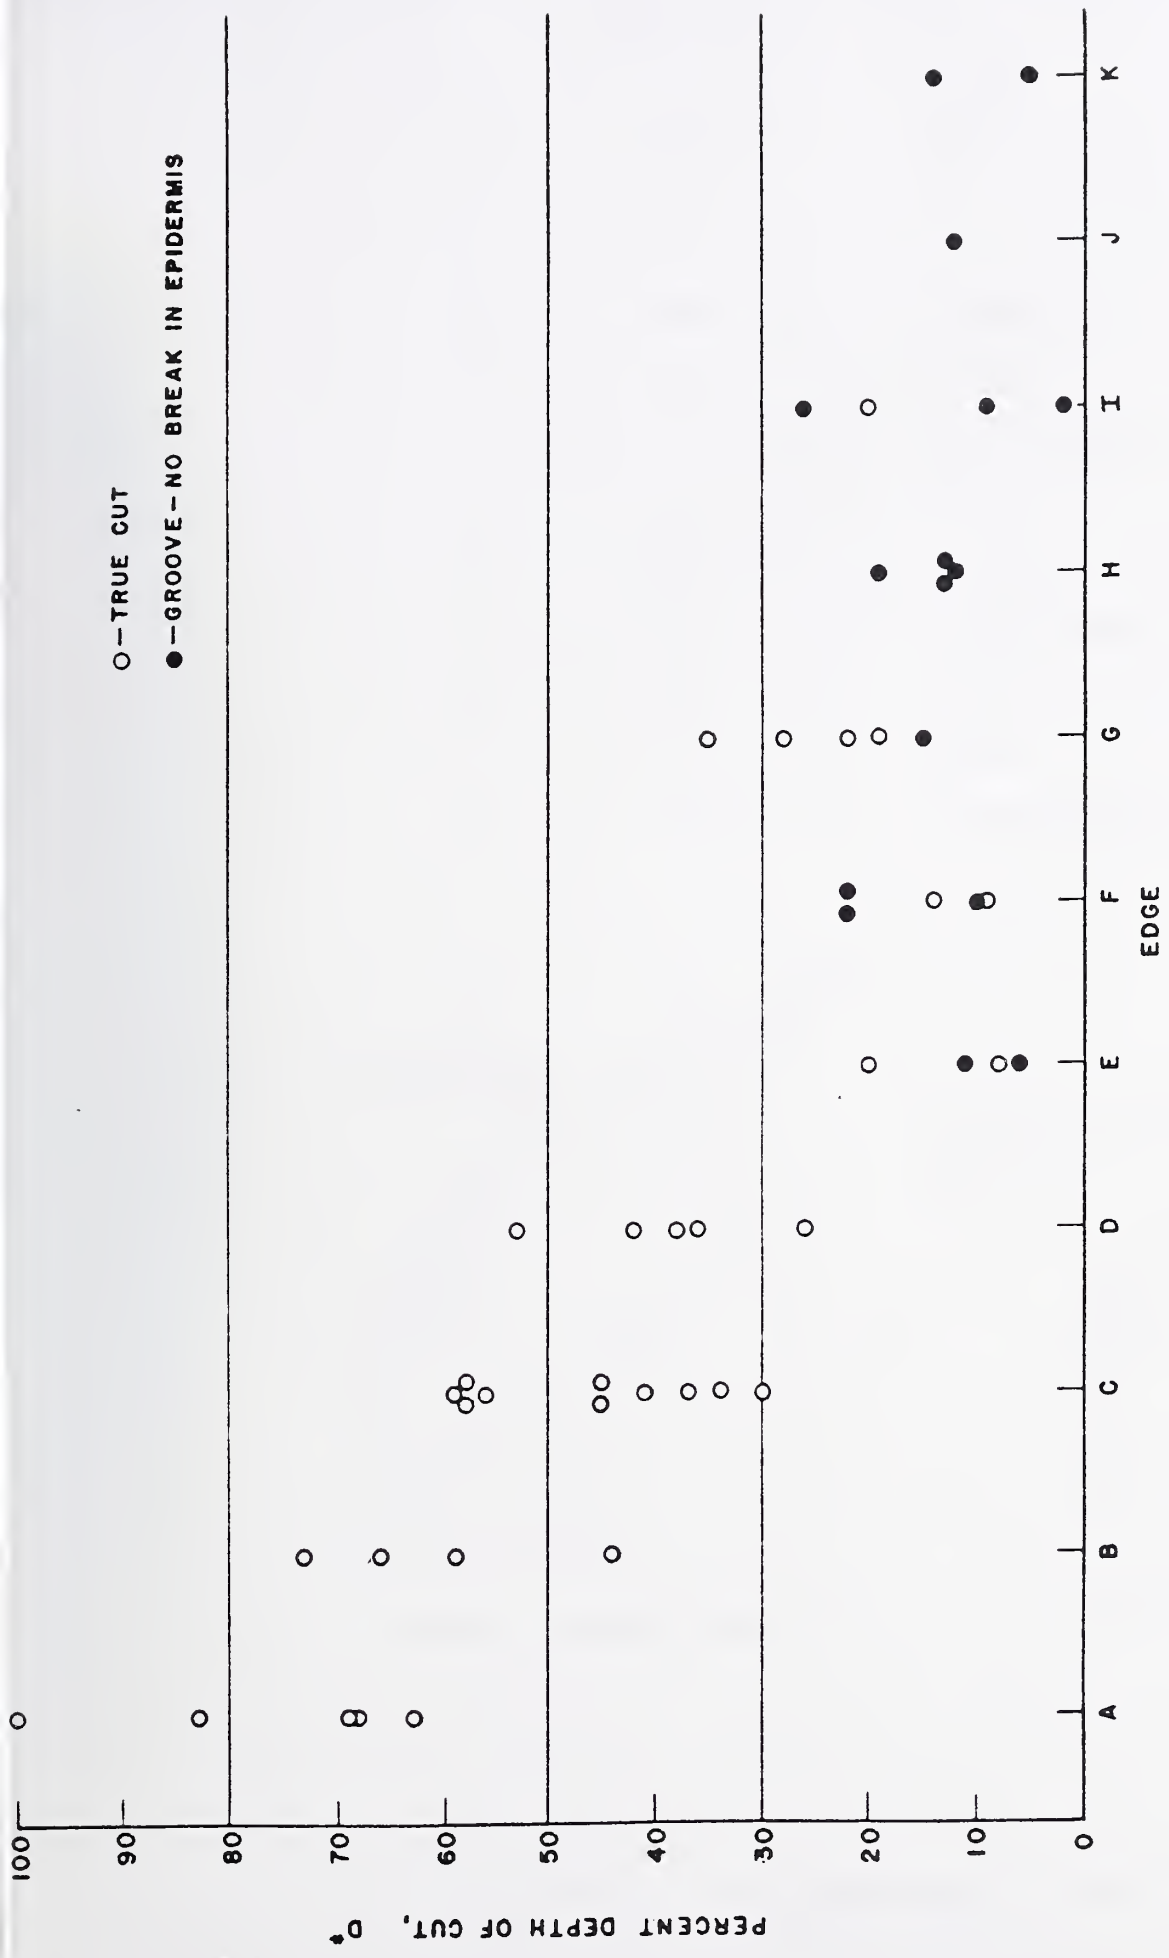 O—TRUE CUT
●—GROOVE—NO BREAK IN EPIDERMIS
PERCENT DEPTH OF CUT, D*
100
90
80
70
60
50
40
30
20
10
0
A B C D E F G H I J K
EDGE